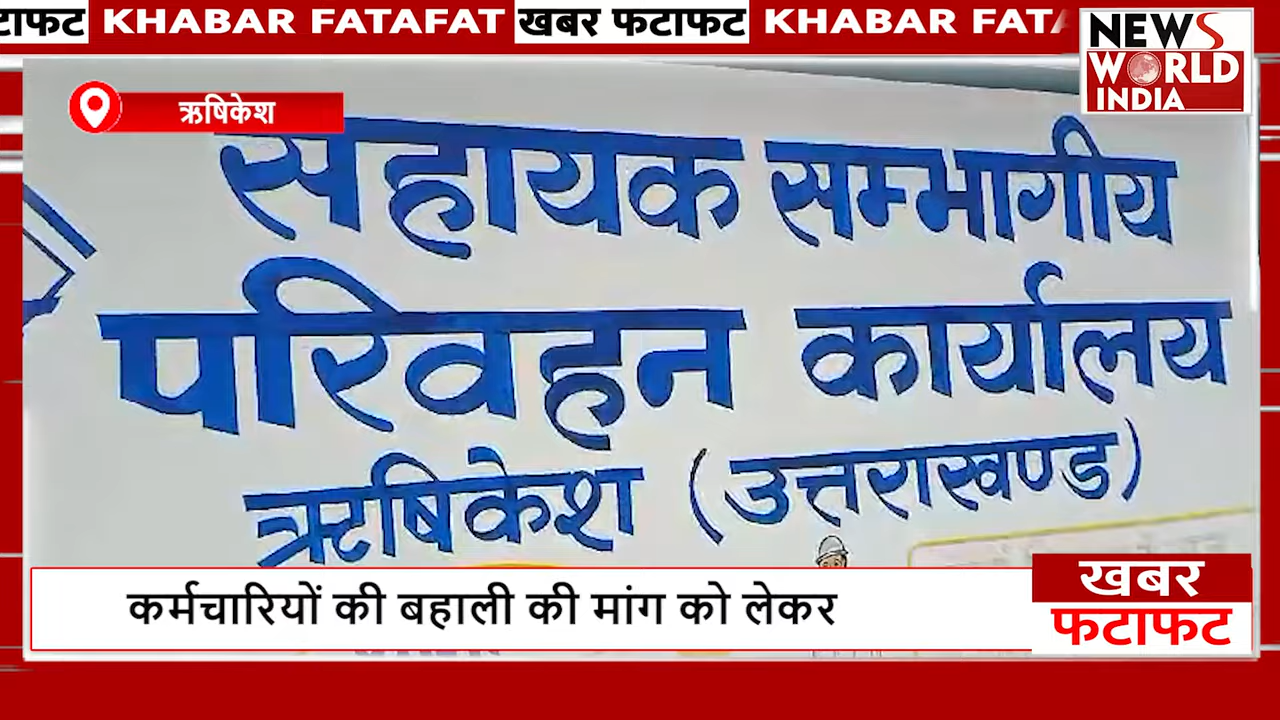 टाफट KHABAR FATAFAT खबर फटाफट KHABAR FATA
NEWS
WORLD
INDIA
ऋषिकेश
सहायक सम्भागीय
परिवहन कार्यालय
ऋषिकेश (उत्तराखण्ड)
कर्मचारियों की बहाली की मांग को लेकर
खबर
फटाफट